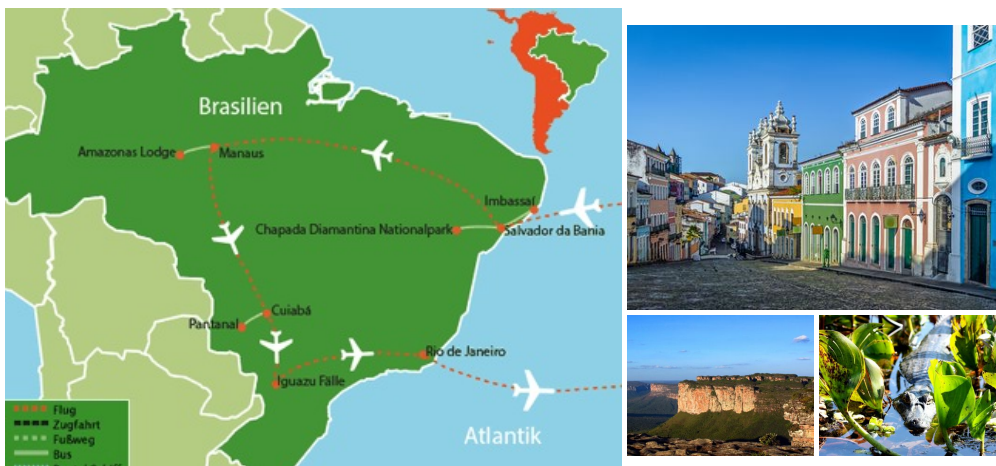 Brasilien
Amazonas Lodge
Manaus
Imbassaí
Chapada Diamantina Nationalpark
Salvador da Bahia
Cuiabá
Pantanal
Rio de Janeiro
Iguazu Fälle
Flug
Zugfahrt
Fußweg
Bus
Atlantik